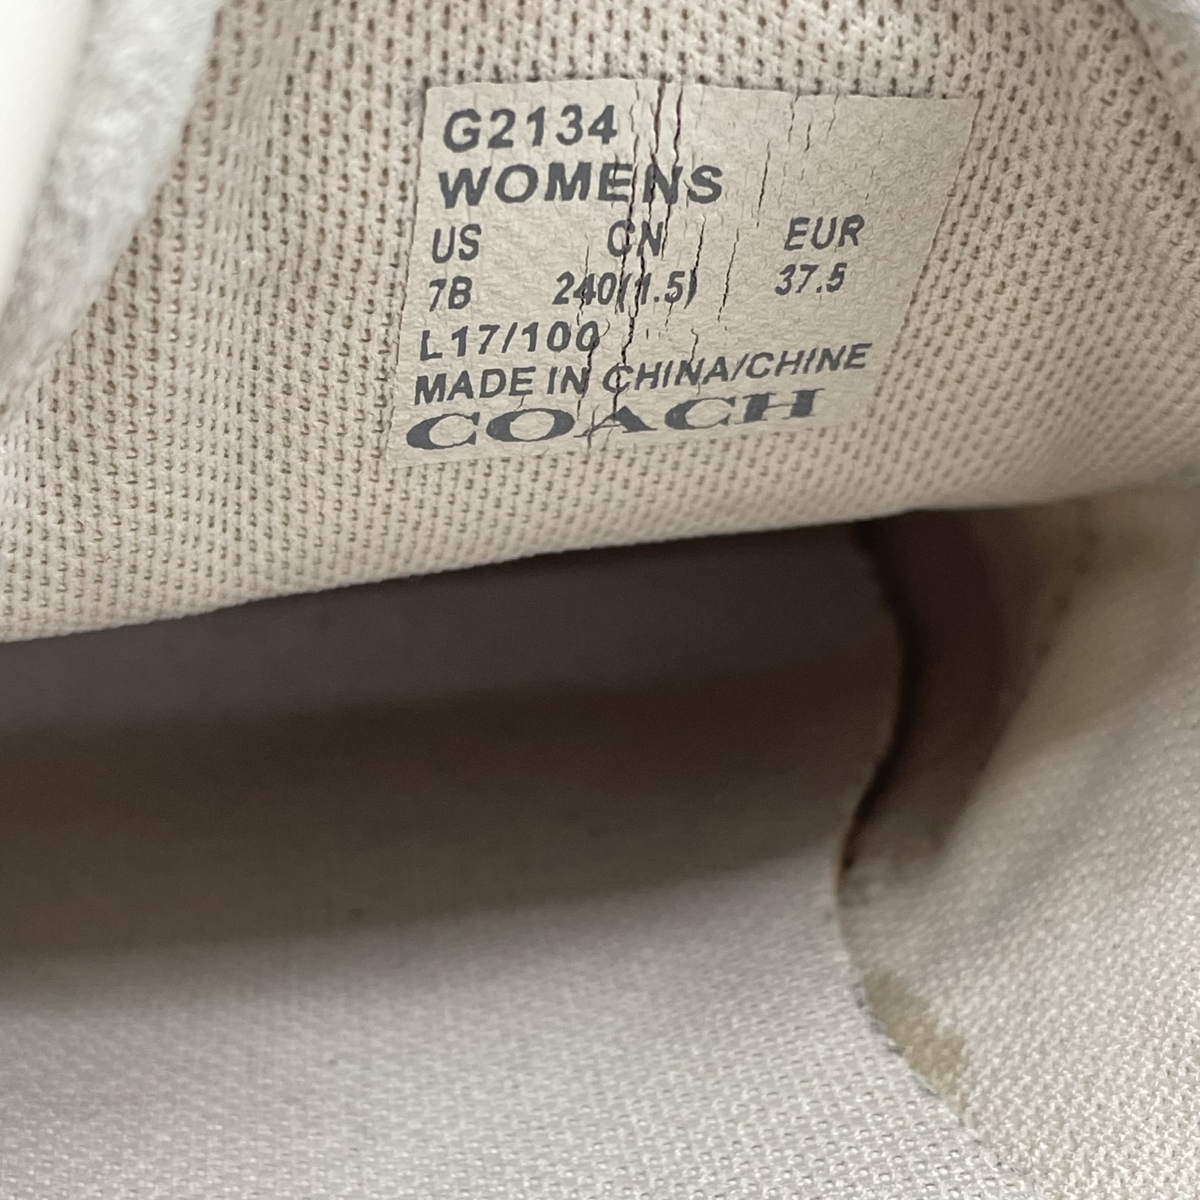 G2134
WOMENS
US CN EUR
7B 240(1.5) 37.5
L17/100
MADE IN CHINA/CHINE
COACH